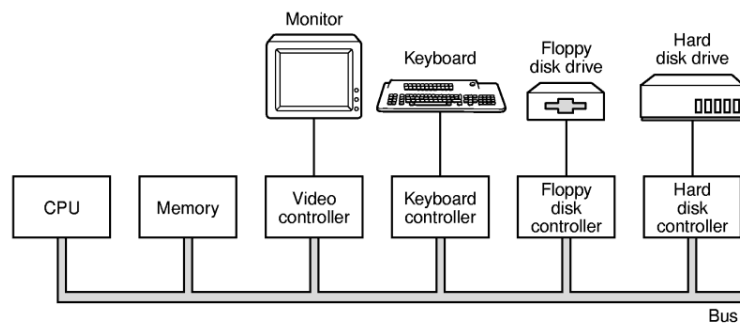 Monitor
Keyboard
Floppy
disk drive
Hard
disk drive
CPU
Memory
Video
controller
Keyboard
controller
Floppy
disk
controller
Hard
disk
controller
Bus